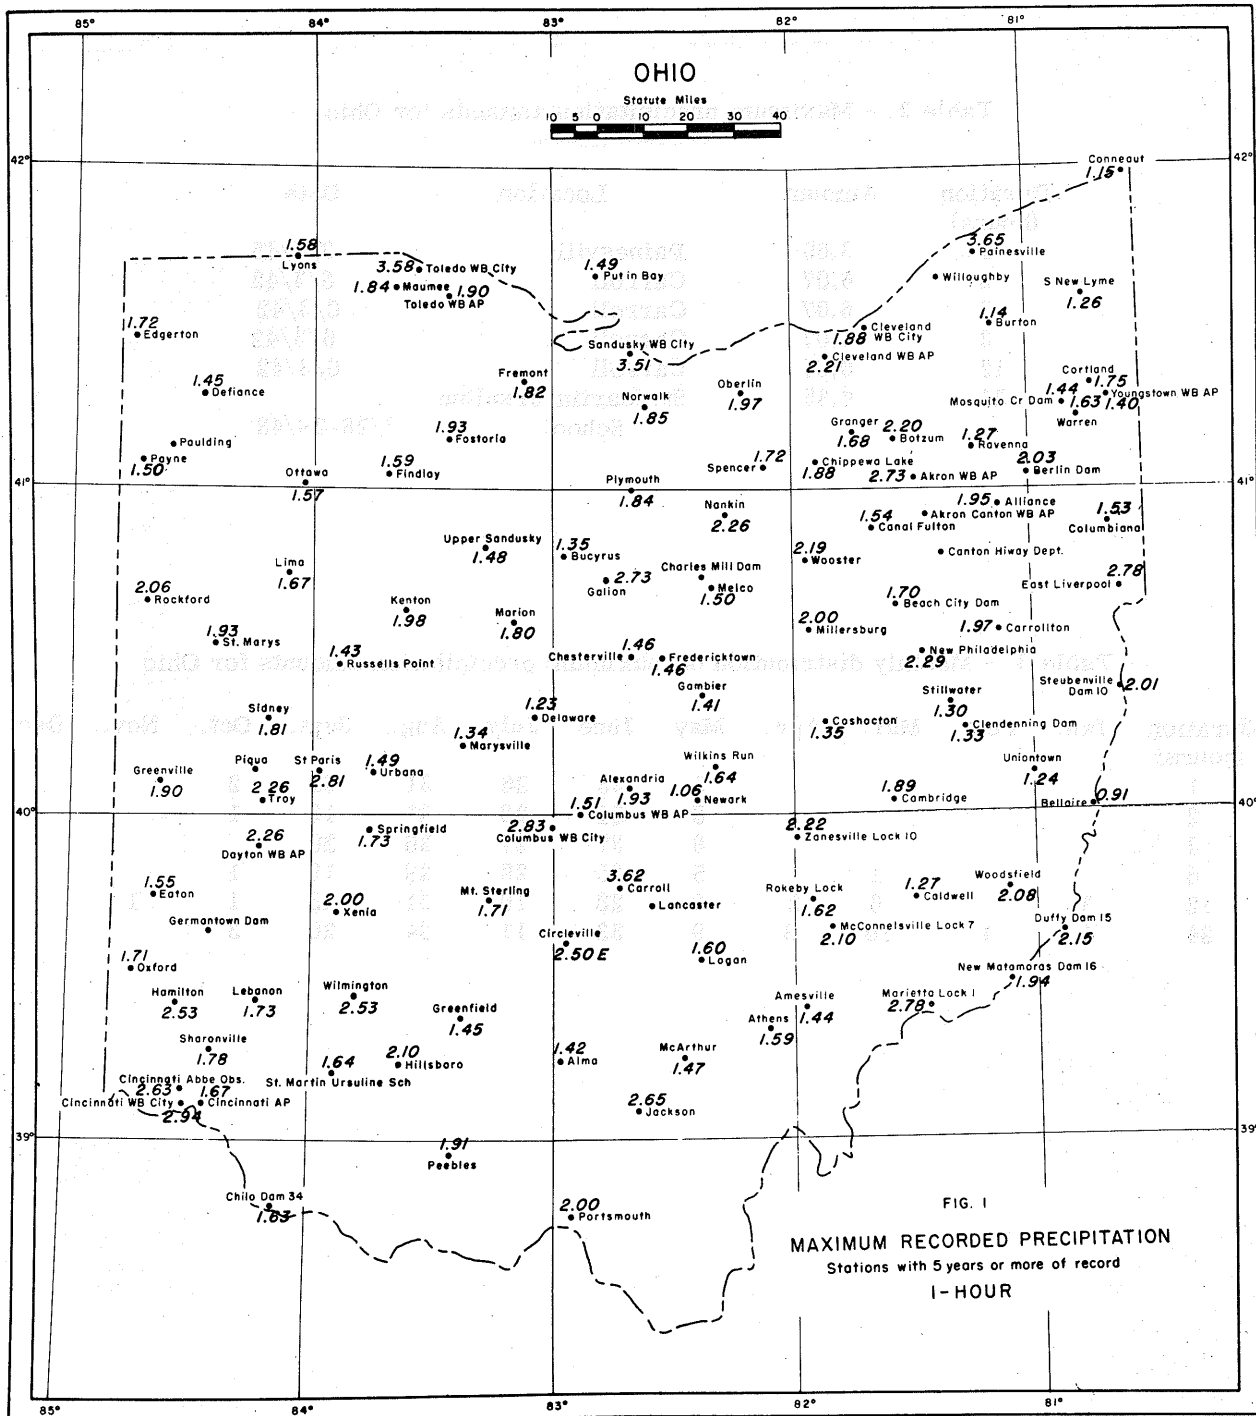 85°
84°
83°
82°
81°
OHIO
Statute Miles
10 5 0 10 20 30 40
42°
42°
Conneaut
1.15
1.58
Lyons
3.58 Toledo WB City
1.84 Maumee
1.90
Toledo WB AP
1.49
Put in Bay
3.65
Painesville
Willoughby
S New Lyme
1.26
1.14
Burton
1.72
Edgerton
Sandusky WB City
3.51
Cleveland
WB City
1.88
Cleveland WB AP
2.21
1.45
Defiance
Fremont
1.82
Norwalk
1.85
Oberlin
1.97
Cortland
1.75
1.44
Mosquito Cr Dam
Youngstown WB AP
1.40
1.63
Warren
Paulding
Payne
1.50
1.93
Fostoria
Granger
1.68
2.20
Botzum
1.27
Ravenna
2.03
Berlin Dam
Ottawa
1.57
1.59
Findlay
Plymouth
1.84
1.72
Spencer
Chippewa Lake
1.88
2.73 Akron WB AP
41°
41°
Nankin
2.26
1.95 Alliance
Akron Canton WB AP
1.54
Canal Fulton
1.53
Columbiana
Upper Sandusky
1.48
1.35
Bucyrus
2.19
Wooster
Canton Hiway Dept.
Lima
1.67
2.73
Galion
Charles Mill Dam
Melco
1.50
2.78
East Liverpool
2.06
Rockford
Kenton
1.98
Marion
1.80
1.70
Beach City Dam
2.00
Millersburg
1.97 Carrollton
1.93
St. Marys
1.43
Russells Point
1.46
Chesterville
Fredericktown
1.46
New Philadelphia
2.29
Steubenville
Dam 10
2.01
Gambier
1.41
Stillwater
1.30
Sidney
1.81
1.23
Delaware
Coshocton
1.35
Clendenning Dam
1.33
1.34
Marysville
Greenville
1.90
Piqua
2.26
Troy
St Paris
2.81
1.49
Urbana
Wilkins Run
1.64
Alexandria
1.93
1.06
Newark
1.89
Cambridge
Uniontown
1.24
0.91
Bellaire
40°
40°
1.51
Columbus WB AP
2.83
Columbus WB City
2.26
Dayton WB AP
Springfield
1.73
2.22
Zanesville Lock 10
1.55
Eaton
2.00
Xenia
Mt. Sterling
1.71
3.62
Carroll
Lancaster
Rokeby Lock
1.62
1.27
Caldwell
Woodsfield
2.08
Germantown Dam
Circleville
2.50 E
McConnelsville Lock 7
2.10
Duffy Dam 15
2.15
1.71
Oxford
1.60
Logan
New Matamoras Dam 16
1.94
Hamilton
2.53
Lebanon
1.73
Wilmington
2.53
Greenfield
1.45
Amesville
1.44
Marietta Lock 1
2.78
Athens
1.59
Sharonville
1.78
2.10
Hillsboro
1.64
St. Martin Ursuline Sch
1.42
Alma
McArthur
1.47
Cincinnati Abbe Obs.
2.63
1.67
Cincinnati WB City
Cincinnati AP
2.94
2.65
Jackson
39°
39°
1.91
Peebles
Chilo Dam 34
1.63
2.00
Portsmouth
FIG. 1
MAXIMUM RECORDED PRECIPITATION
Stations with 5 years or more of record
1-HOUR
85°
84°
83°
82°
81°